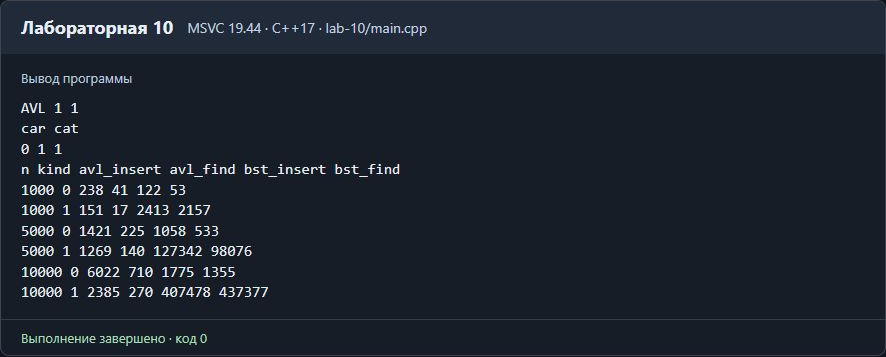 Лабораторная 10 MSVC 19.44 · C++17 · lab-10/main.cpp
Вывод программы
AVL 1 1
car cat
0 1 1
n kind avl_insert avl_find bst_insert bst_find
1000 0 238 41 122 53
1000 1 151 17 2413 2157
5000 0 1421 225 1058 533
5000 1 1269 140 127342 98076
10000 0 6022 710 1775 1355
10000 1 2385 270 407478 437377
Выполнение завершено · код 0